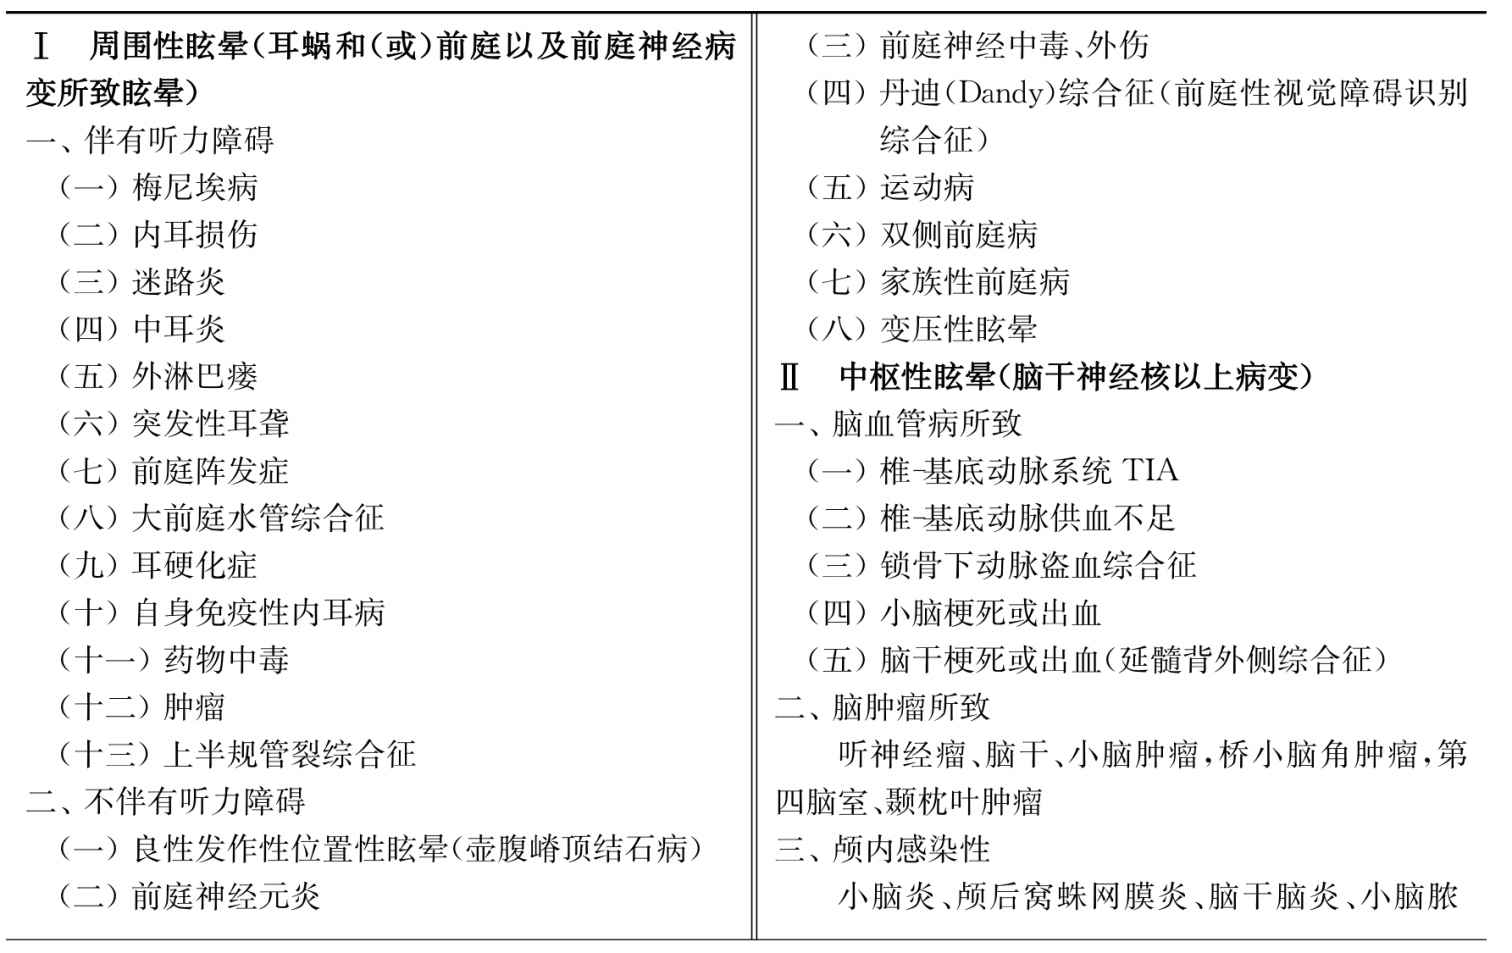 Ⅰ　周围性眩晕(耳蜗和(或)前庭以及前庭神经病
变所致眩晕)
一、伴有听力障碍
(一) 梅尼埃病
(二) 内耳损伤
(三) 迷路炎
(四) 中耳炎
(五) 外淋巴瘘
(六) 突发性耳聋
(七) 前庭阵发症
(八) 大前庭水管综合征
(九) 耳硬化症
(十) 自身免疫性内耳病
(十一) 药物中毒
(十二) 肿瘤
(十三) 上半规管裂综合征
二、不伴有听力障碍
(一) 良性发作性位置性眩晕(壶腹嵴顶结石病)
(二) 前庭神经元炎
(三) 前庭神经中毒、外伤
(四) 丹迪(Dandy)综合征(前庭性视觉障碍识别
综合征)
(五) 运动病
(六) 双侧前庭病
(七) 家族性前庭病
(八) 变压性眩晕
Ⅱ　中枢性眩晕(脑干神经核以上病变)
一、脑血管病所致
(一) 椎-基底动脉系统 TIA
(二) 椎-基底动脉供血不足
(三) 锁骨下动脉盗血综合征
(四) 小脑梗死或出血
(五) 脑干梗死或出血(延髓背外侧综合征)
二、脑肿瘤所致
听神经瘤、脑干、小脑肿瘤,桥小脑角肿瘤,第
四脑室、颞枕叶肿瘤
三、颅内感染性
小脑炎、颅后窝蛛网膜炎、脑干脑炎、小脑脓